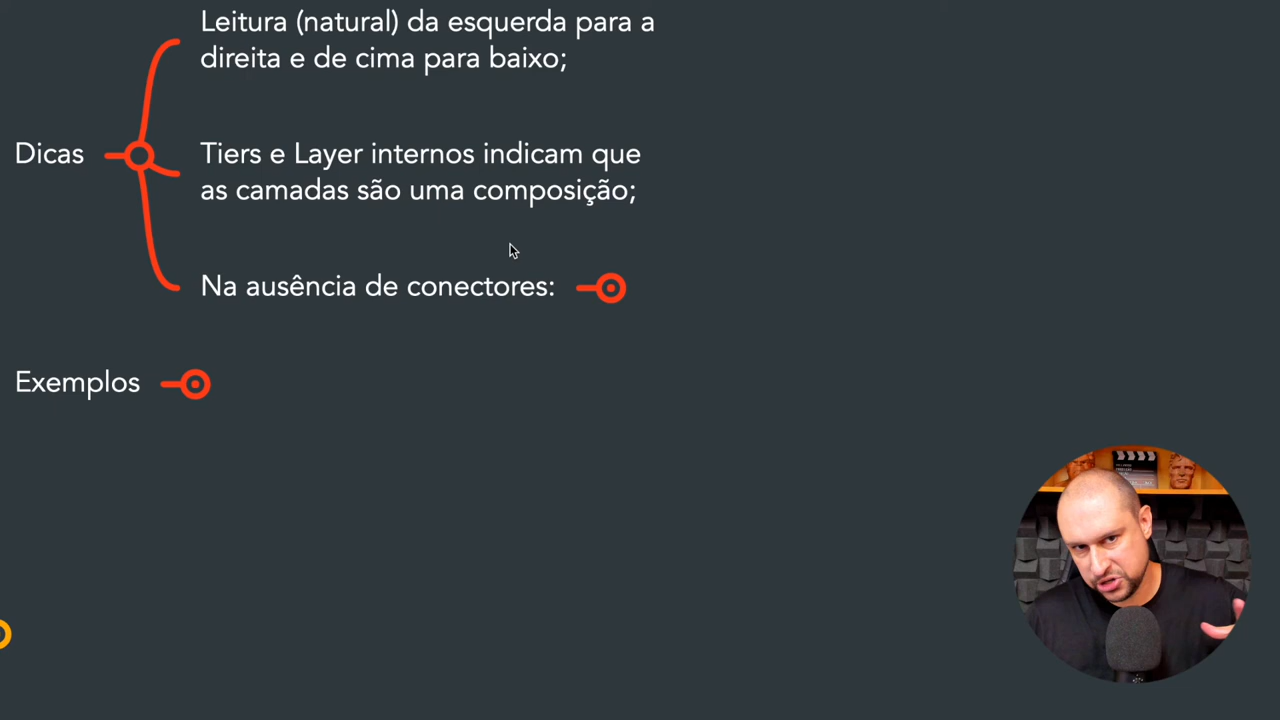 Leitura (natural) da esquerda para a
direita e de cima para baixo;
Dicas
Tiers e Layer internos indicam que
as camadas são uma composição;
Na ausência de conectores:
Exemplos